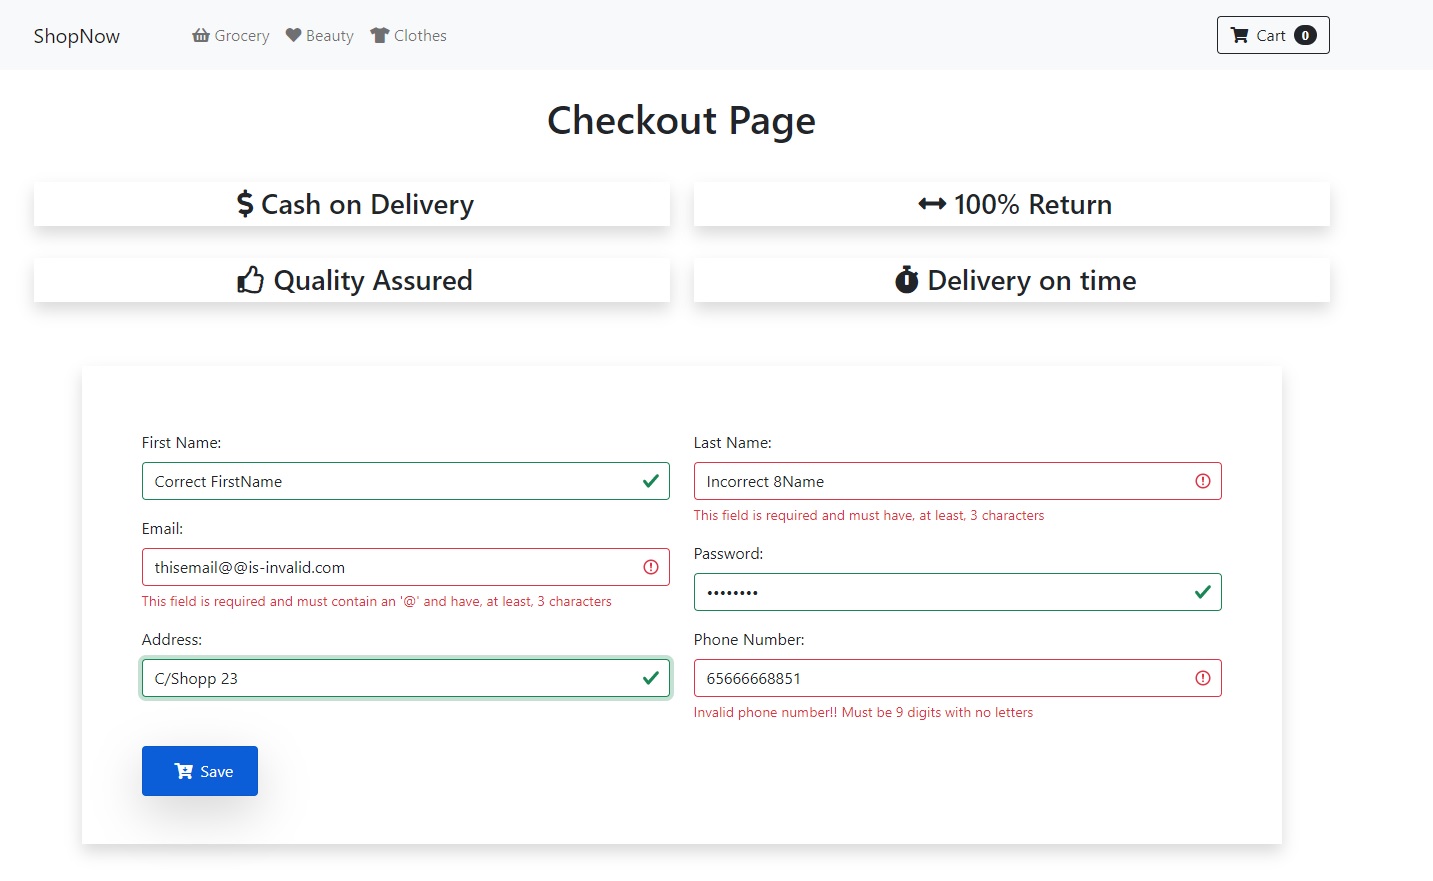 ShopNow Grocery Beauty Clothes Cart 0
Checkout Page
Cash on Delivery
100% Return
Quality Assured
Delivery on time
First Name:
Correct FirstName
Last Name:
Incorrect 8Name
This field is required and must have, at least, 3 characters
Email:
thisemail@@is-invalid.com
This field is required and must contain an '@' and have, at least, 3 characters
Password:
••••••••
Address:
C/Shopp 23
Phone Number:
65666668851
Invalid phone number!! Must be 9 digits with no letters
Save